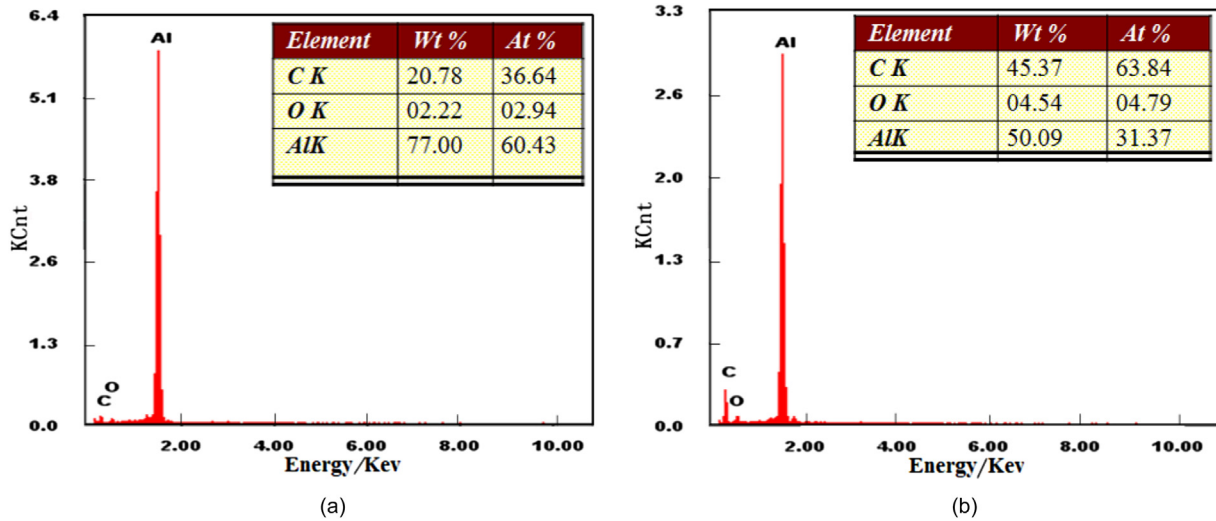 6.4
5.1
3.8
2.6
1.3
0.0
KCnt
Al
O
C
Element Wt % At %
C K 20.78 36.64
O K 02.22 02.94
AlK 77.00 60.43
2.00 4.00 6.00 8.00 10.00
Energy/Kev
(a)
3.3
2.6
2.0
1.3
0.7
0.0
KCnt
Al
C
O
Element Wt % At %
C K 45.37 63.84
O K 04.54 04.79
AlK 50.09 31.37
2.00 4.00 6.00 8.00 10.00
Energy/Kev
(b)